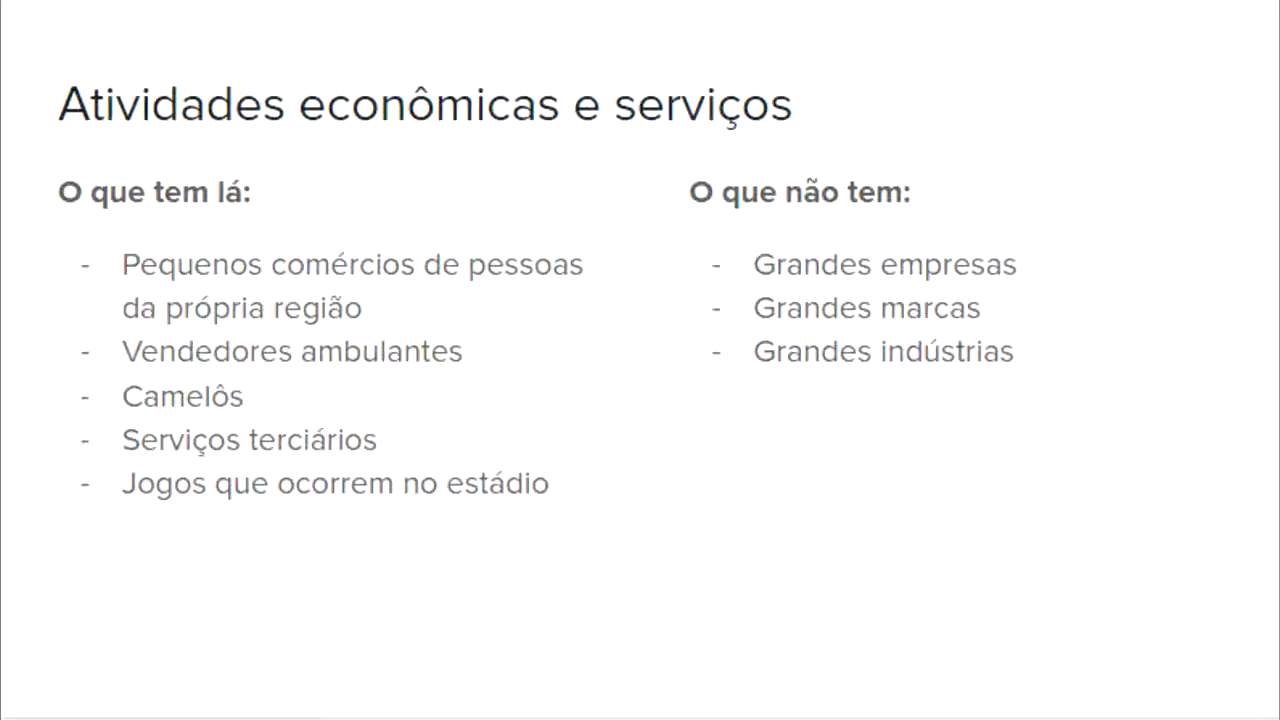 Atividades econômicas e serviços
O que tem lá:
- Pequenos comércios de pessoas
da própria região
- Vendedores ambulantes
- Camelôs
- Serviços terciários
- Jogos que ocorrem no estádio
O que não tem:
- Grandes empresas
- Grandes marcas
- Grandes indústrias